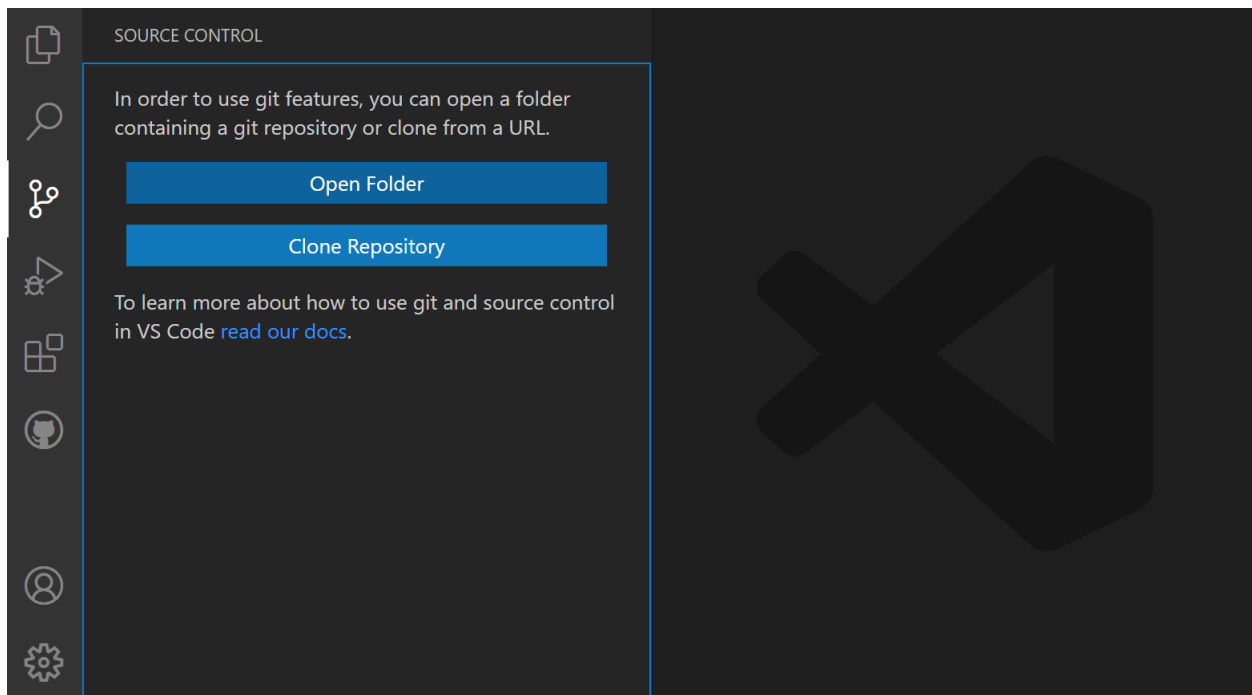 SOURCE CONTROL
In order to use git features, you can open a folder
containing a git repository or clone from a URL.
Open Folder
Clone Repository
To learn more about how to use git and source control
in VS Code read our docs.